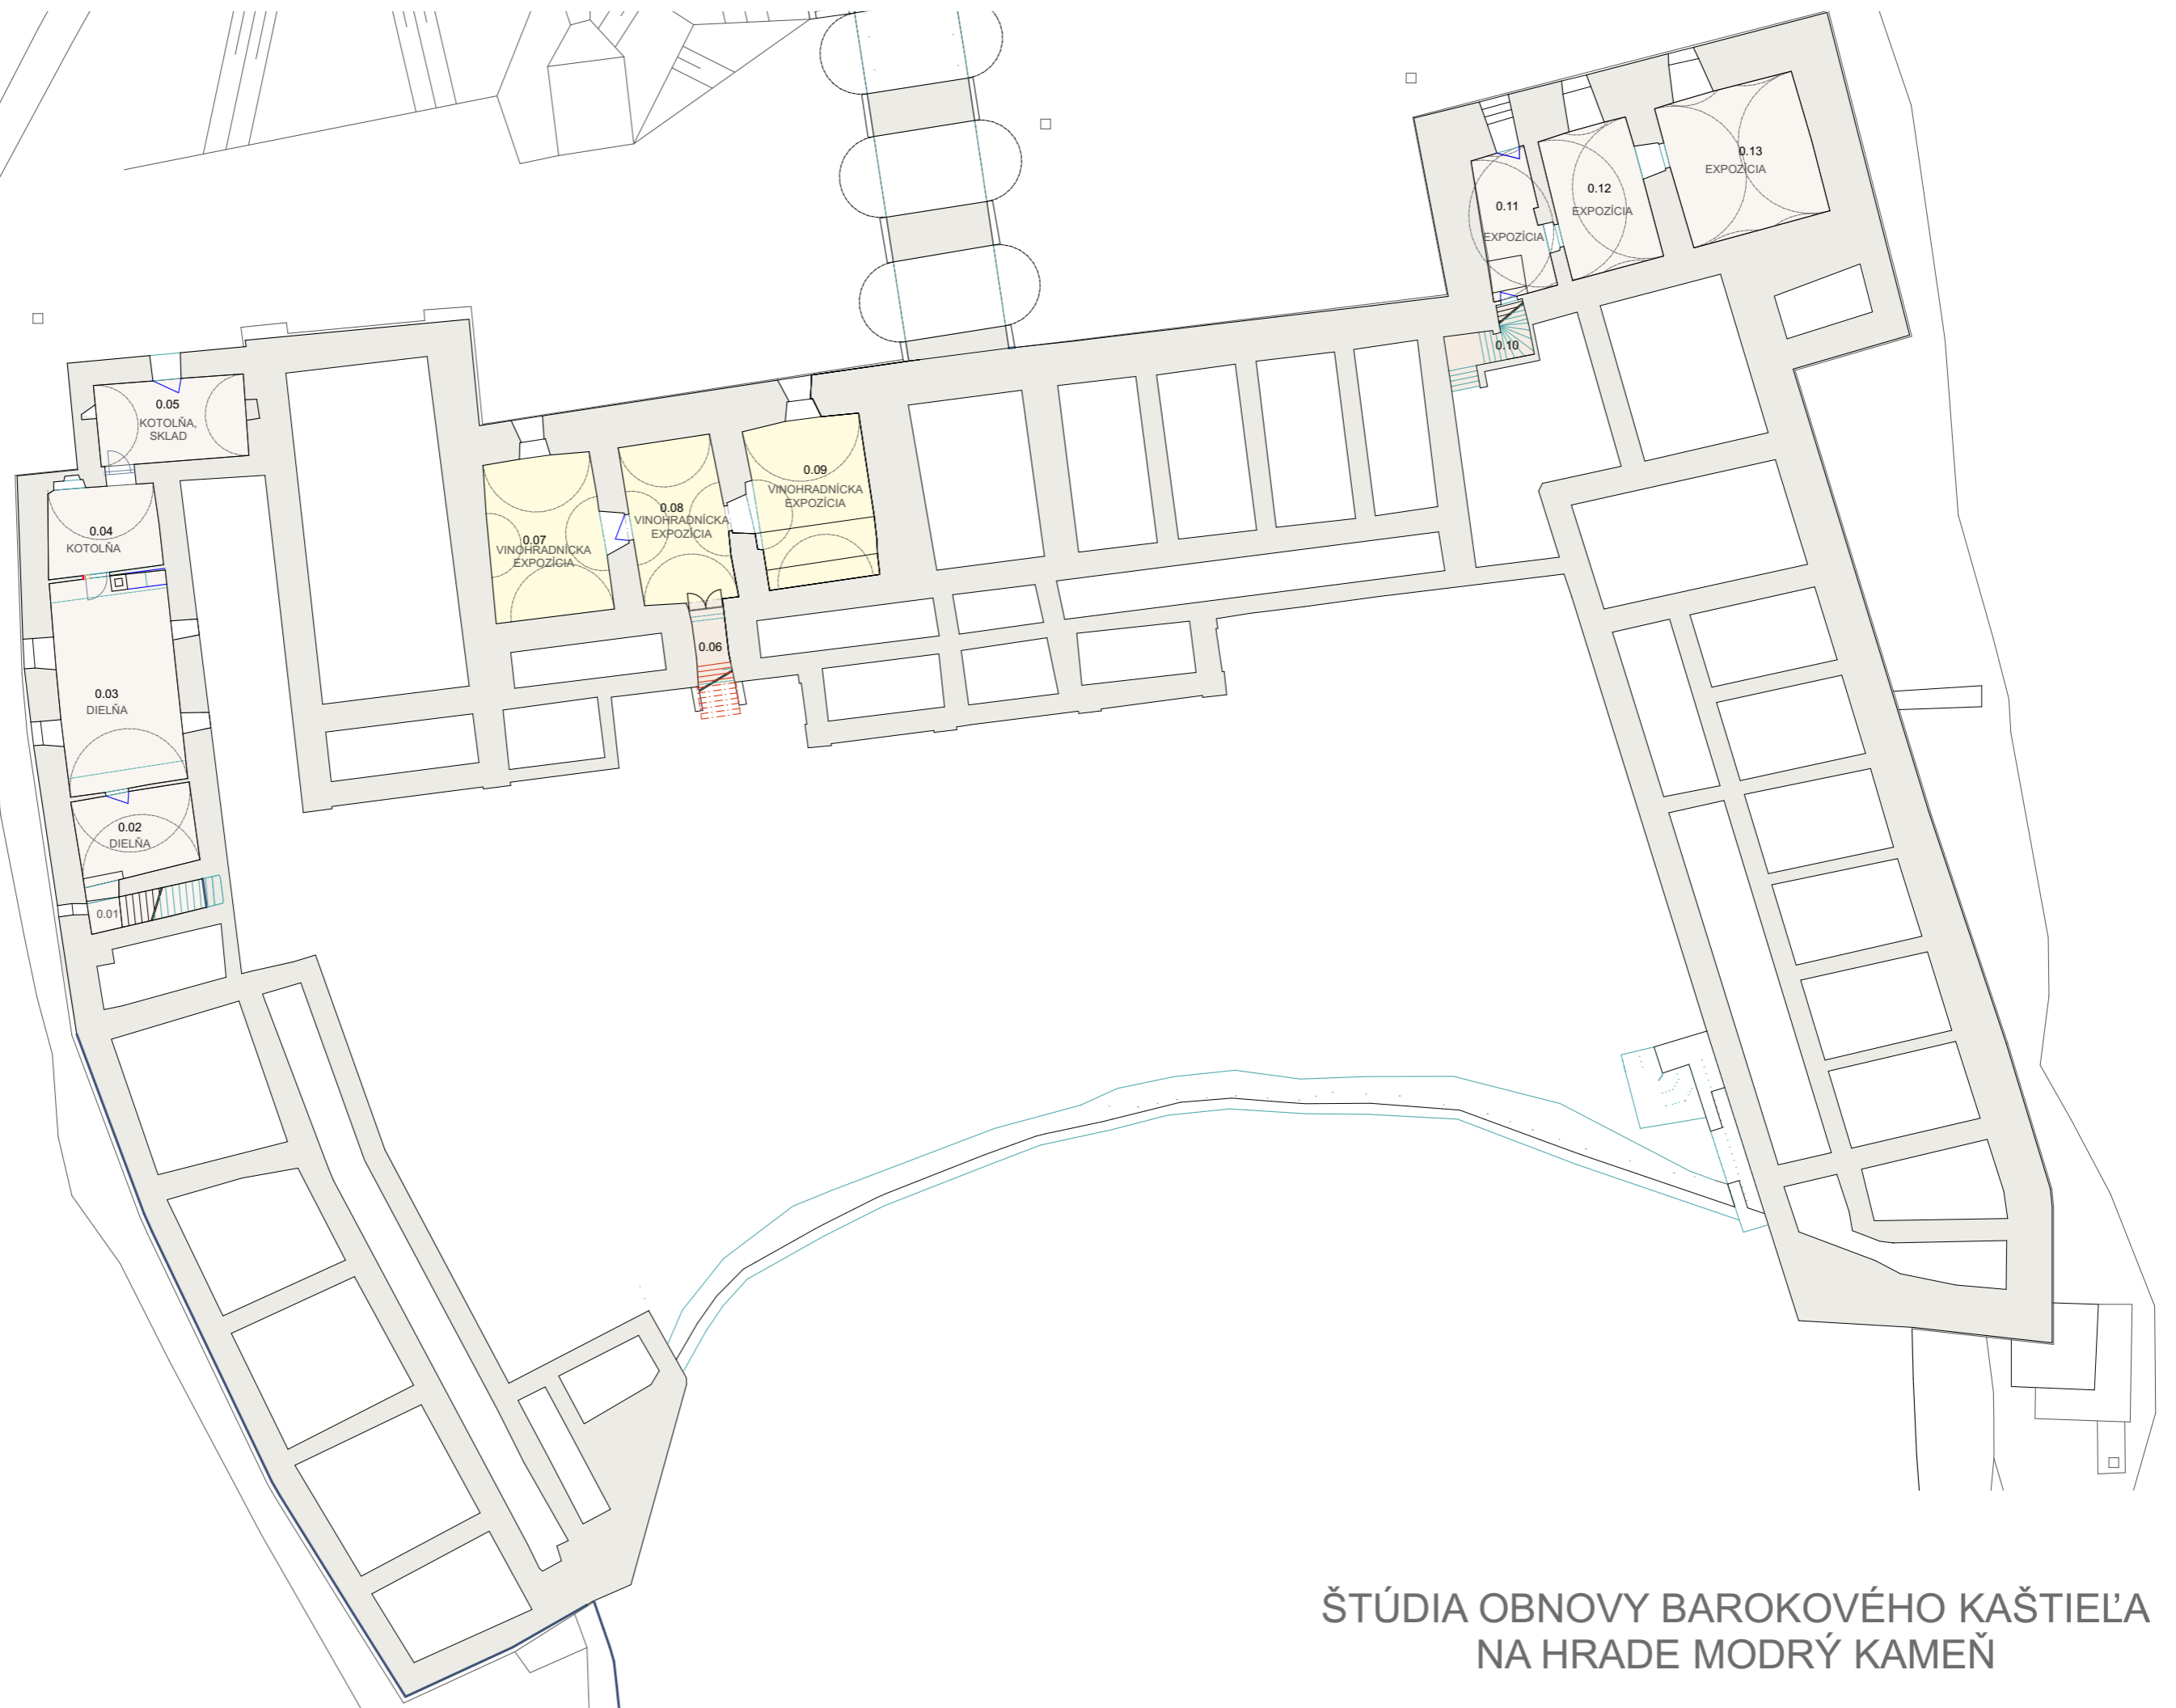 0.13
EXPOZÍCIA
0.12
EXPOZÍCIA
0.11
EXPOZÍCIA
0.10
0.05
KOTOLŇA,
SKLAD
0.04
KOTOLŇA
0.03
DIELŇA
0.02
DIELŇA
0.01
0.07
VINOHRADNÍCKA
EXPOZÍCIA
0.08
VINOHRADNÍCKA
EXPOZÍCIA
0.09
VINOHRADNÍCKA
EXPOZÍCIA
0.06
ŠTÚDIA OBNOVY BAROKOVÉHO KAŠTIEĽA
NA HRADE MODRÝ KAMEŇ